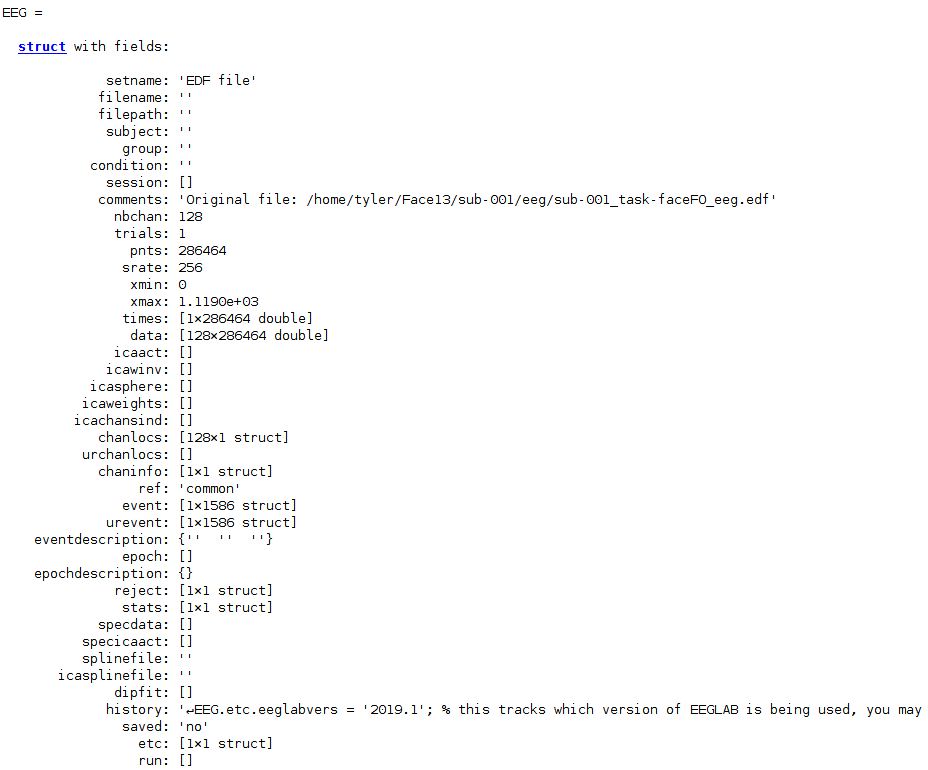 EEG =
struct with fields:
setname: 'EDF file'
filename: ''
filepath: ''
subject: ''
group: ''
condition: ''
session: []
comments: 'Original file: /home/tyler/Face13/sub-001/eeg/sub-001_task-faceFO_eeg.edf'
nbchan: 128
trials: 1
pnts: 286464
srate: 256
xmin: 0
xmax: 1.1190e+03
times: [1×286464 double]
data: [128×286464 double]
icaact: []
icawinv: []
icasphere: []
icaweights: []
icachansind: []
chanlocs: [128×1 struct]
urchanlocs: []
chaninfo: [1×1 struct]
ref: 'common'
event: [1×1586 struct]
urevent: [1×1586 struct]
eventdescription: {''  ''  ''}
epoch: []
epochdescription: {}
reject: [1×1 struct]
stats: [1×1 struct]
specdata: []
specicaact: []
splinefile: ''
icasplinefile: ''
dipfit: []
history: '↵EEG.etc.eeglabvers = '2019.1'; % this tracks which version of EEGLAB is being used, you may
saved: 'no'
etc: [1×1 struct]
run: []